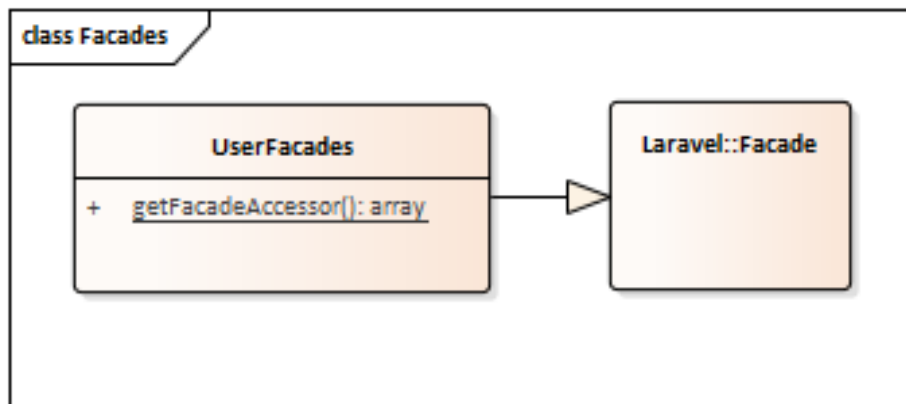 class Facades
UserFacades
+ getFacadeAccessor(): array
Laravel::Facade